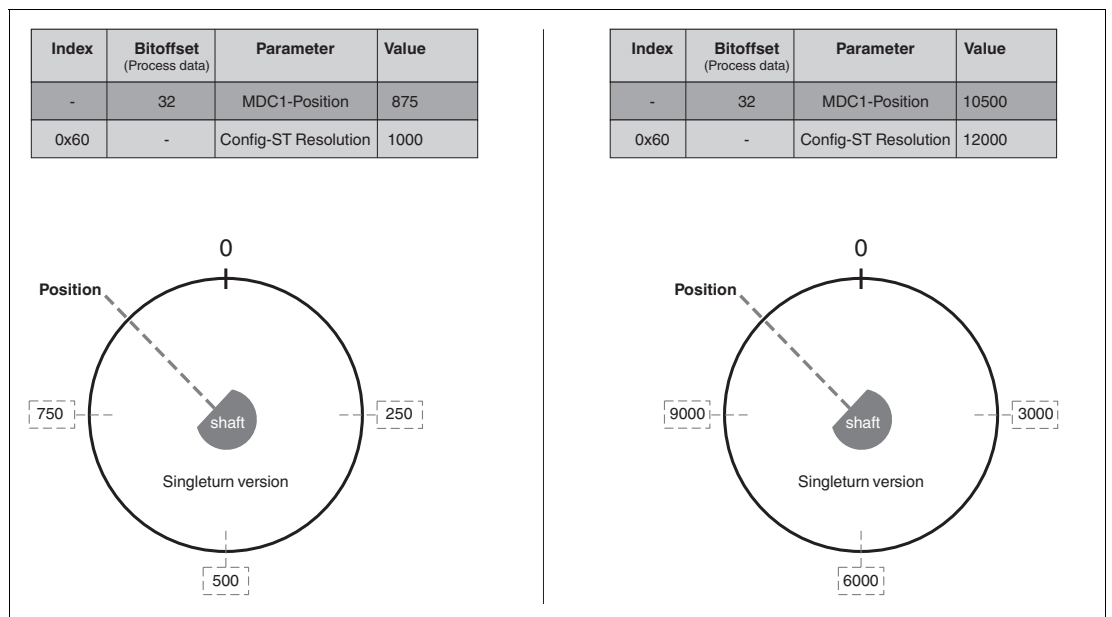 Index Bitoffset (Process data) Parameter Value
- 32 MDC1-Position 875
0x60 - Config-ST Resolution 1000
0
Position
750
250
shaft
Singleturn version
500
Index Bitoffset (Process data) Parameter Value
- 32 MDC1-Position 10500
0x60 - Config-ST Resolution 12000
0
Position
9000
3000
shaft
Singleturn version
6000